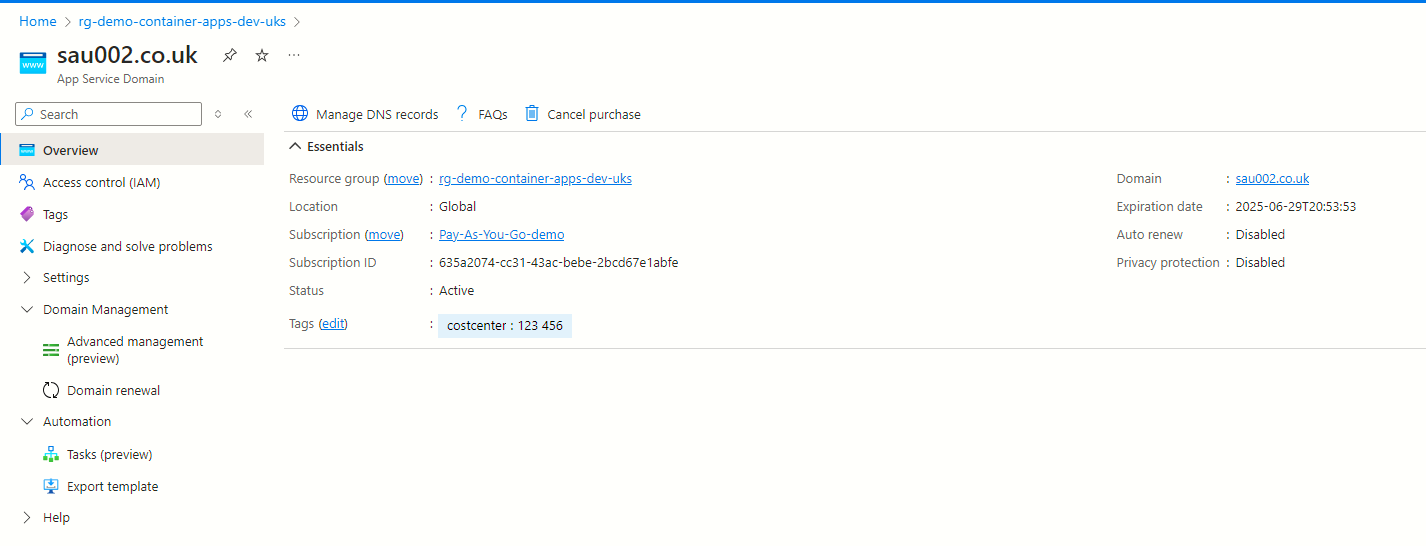 Home > rg-demo-container-apps-dev-uks >
sau002.co.uk
App Service Domain
Search
Manage DNS records
FAQs
Cancel purchase
Overview
Access control (IAM)
Tags
Diagnose and solve problems
Settings
Domain Management
Advanced management
(preview)
Domain renewal
Automation
Tasks (preview)
Export template
Help
Essentials
Resource group (move) : rg-demo-container-apps-dev-uks
Location : Global
Subscription (move) : Pay-As-You-Go-demo
Subscription ID : 635a2074-cc31-43ac-bebe-2bcd67e1abfe
Status : Active
Tags (edit) : costcenter : 123 456
Domain : sau002.co.uk
Expiration date : 2025-06-29T20:53:53
Auto renew : Disabled
Privacy protection : Disabled